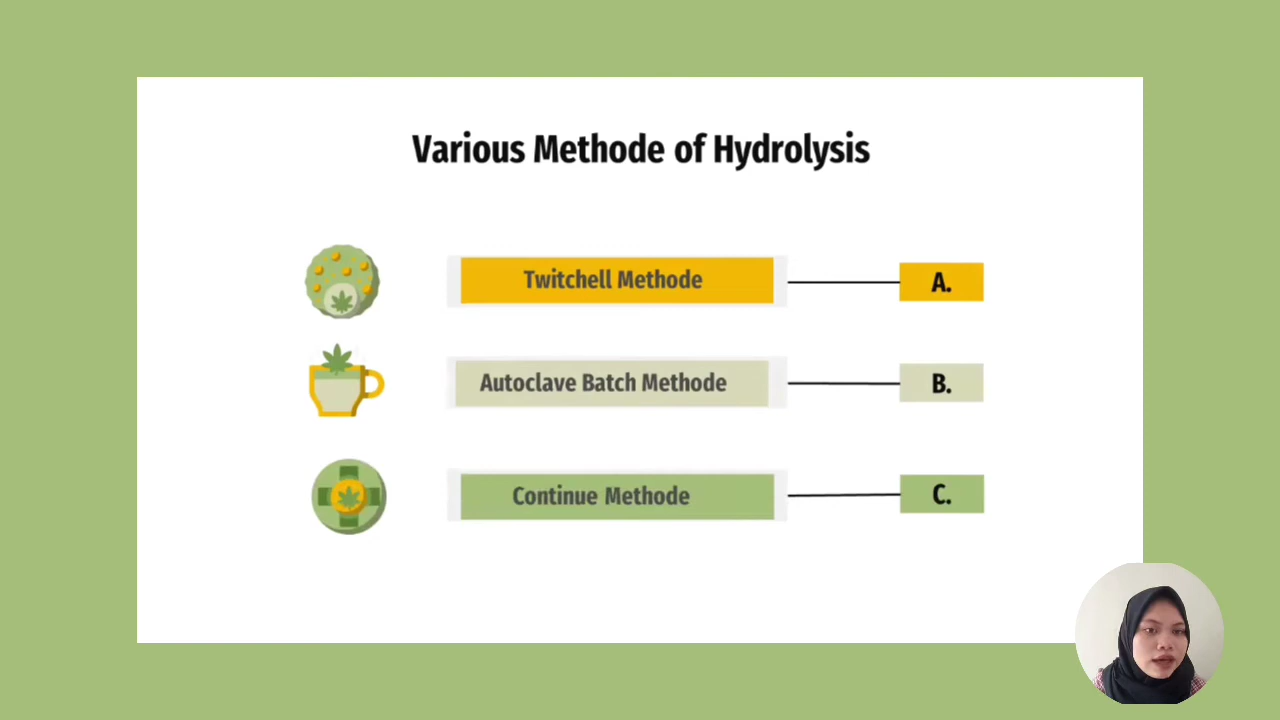 Various Methode of Hydrolysis
Twitchell Methode
A.
Autoclave Batch Methode
B.
Continue Methode
C.